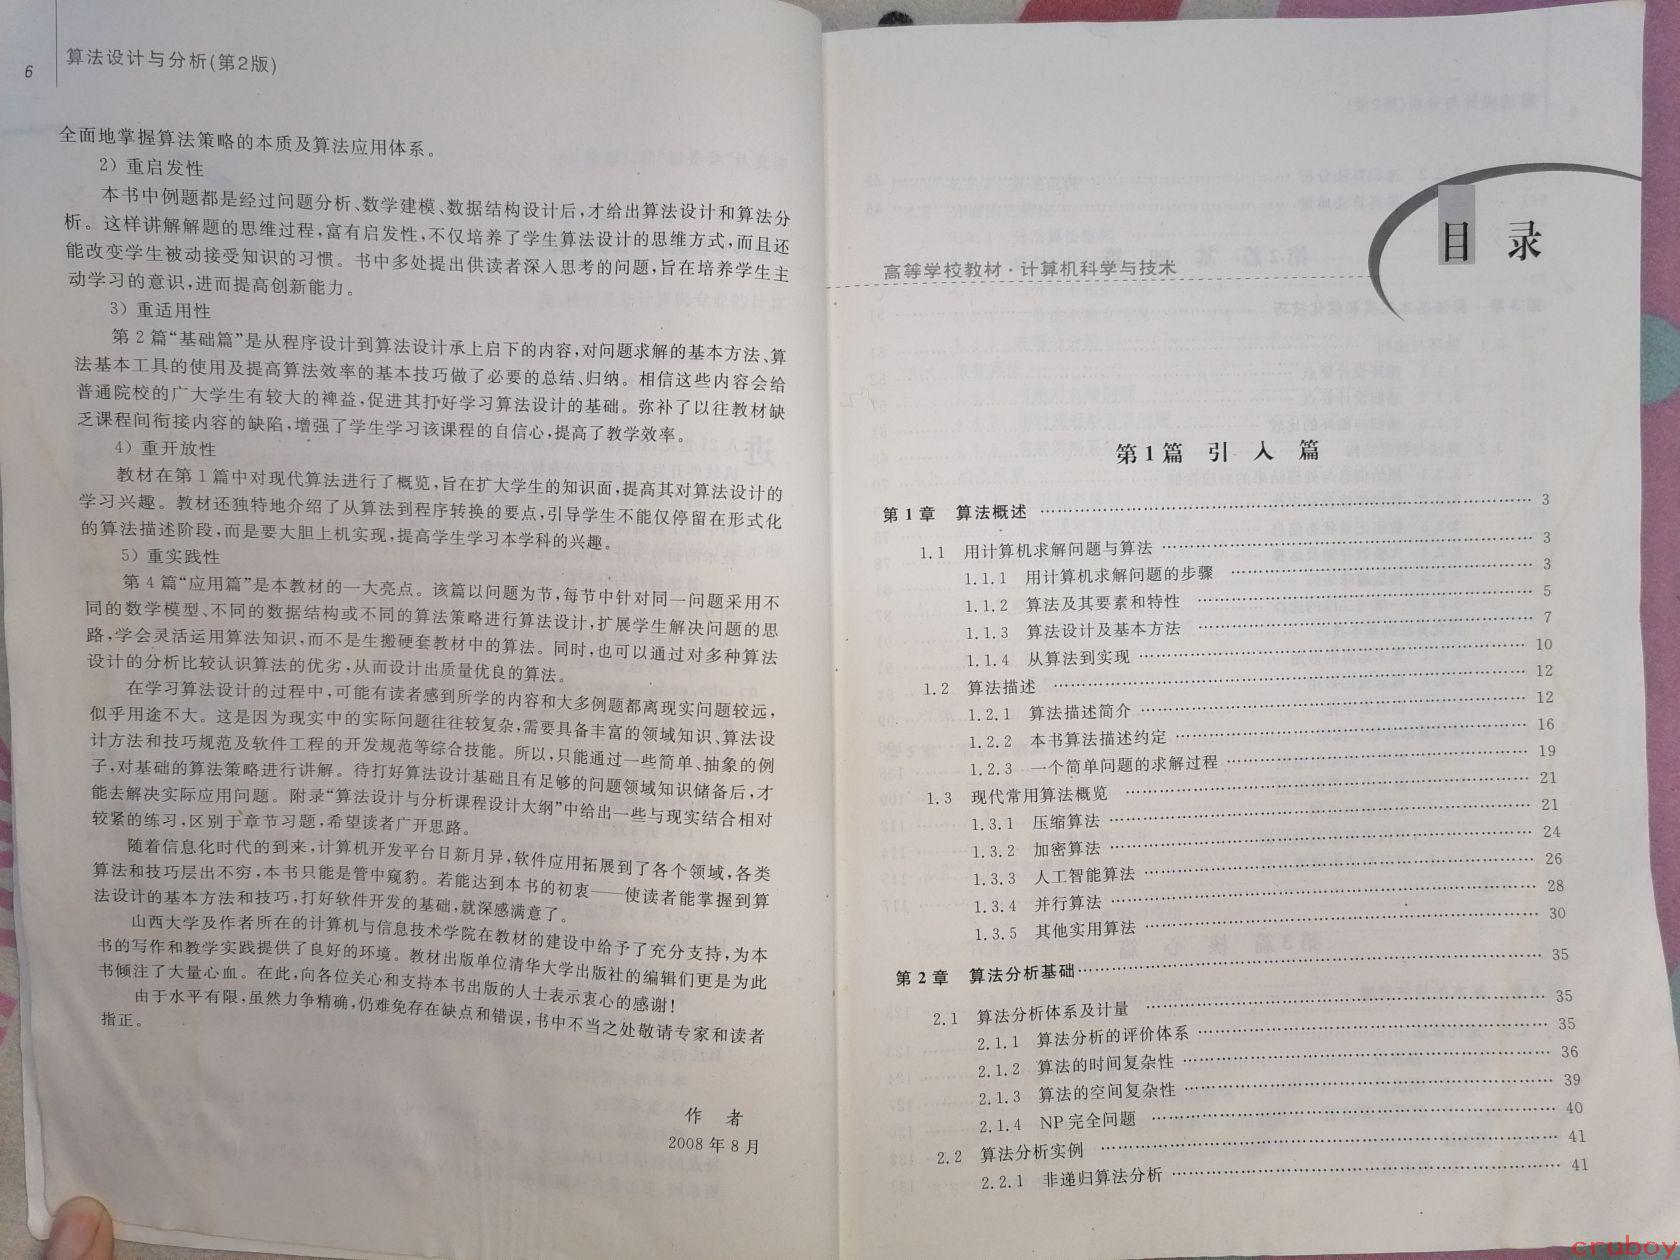 6
算法设计与分析(第2版)
全面地掌握算法策略的本质及算法应用体系。
2) 重启发性
本书中例题都是经过问题分析、数学建模、数据结构设计后,才给出算法设计和算法分
析。这样讲解解题的思维过程,富有启发性,不仅培养了学生算法设计的思维方式,而且还
能改变学生被动接受知识的习惯。书中多处提出供读者深入思考的问题,旨在培养学生主
动学习的意识,进而提高创新能力。
3) 重适用性
第 2 篇“基础篇”是从程序设计到算法设计承上启下的内容,对问题求解的基本方法、算
法基本工具的使用及提高算法效率的基本技巧做了必要的总结、归纳。相信这些内容会给
普通院校的广大学生有较大的裨益,促进其打好学习算法设计的基础。弥补了以往教材缺
乏课程间衔接内容的缺陷,增强了学生学习该课程的自信心,提高了教学效率。
4) 重开放性
教材在第 1 篇中对现代算法进行了概览,旨在扩大学生的知识面,提高其对算法设计的
学习兴趣。教材还独特地介绍了从算法到程序转换的要点,引导学生不能仅停留在形式化
的算法描述阶段,而是要大胆上机实现,提高学生学习本学科的兴趣。
5) 重实践性
第 4 篇“应用篇”是本教材的一大亮点。该篇以问题为节,每节中针对同一问题采用不
同的数学模型、不同的数据结构或不同的算法策略进行算法设计,扩展学生解决问题的思
路,学会灵活运用算法知识,而不是生搬硬套教材中的算法。同时,也可以通过对多种算法
设计的分析比较认识算法的优劣,从而设计出质量优良的算法。
在学习算法设计的过程中,可能有读者感到所学的内容和大多例题都离现实问题较远,
似乎用途不大。这是因为现实中的实际问题往往较复杂,需要具备丰富的领域知识、算法设
计方法和技巧规范及软件工程的开发规范等综合技能。所以,只能通过一些简单、抽象的例
子,对基础的算法策略进行讲解。待打好算法设计基础且有足够的问题领域知识储备后,才
能去解决实际应用问题。附录“算法设计与分析课程设计大纲”中给出一些与现实结合相对
较紧的练习,区别于章节习题,希望读者广开思路。
随着信息化时代的到来,计算机开发平台日新月异,软件应用拓展到了各个领域,各类
算法和技巧层出不穷,本书只能是管中窥豹。若能达到本书的初衷——使读者能掌握到算
法设计的基本方法和技巧,打好软件开发的基础,就深感满意了。
山西大学及作者所在的计算机与信息技术学院在教材的建设中给予了充分支持,为本
书的写作和教学实践提供了良好的环境。教材出版单位清华大学出版社的编辑们更是为此
书倾注了大量心血。在此,向各位关心和支持本书出版的人士表示衷心的感谢!
由于水平有限,虽然力争精确,仍难免存在缺点和错误,书中不当之处敬请专家和读者
指正。
作 者
2008 年 8 月
目 录
高等学校教材·计算机科学与技术
第1篇 引 入 篇
第 1 章 算法概述 …… 3
1.1 用计算机求解问题与算法 …… 3
1.1.1 用计算机求解问题的步骤 …… 3
1.1.2 算法及其要素和特性 …… 5
1.1.3 算法设计及基本方法 …… 7
1.1.4 从算法到实现 …… 10
1.2 算法描述 …… 12
1.2.1 算法描述简介 …… 12
1.2.2 本书算法描述约定 …… 16
1.2.3 一个简单问题的求解过程 …… 19
1.3 现代常用算法概览 …… 21
1.3.1 压缩算法 …… 21
1.3.2 加密算法 …… 24
1.3.3 人工智能算法 …… 26
1.3.4 并行算法 …… 28
1.3.5 其他实用算法 …… 30
第 2 章 算法分析基础 …… 35
2.1 算法分析体系及计量 …… 35
2.1.1 算法分析的评价体系 …… 35
2.1.2 算法的时间复杂性 …… 36
2.1.3 算法的空间复杂性 …… 39
2.1.4 NP 完全问题 …… 40
2.2 算法分析实例 …… 41
2.2.1 非递归算法分析 …… 41
cruboy